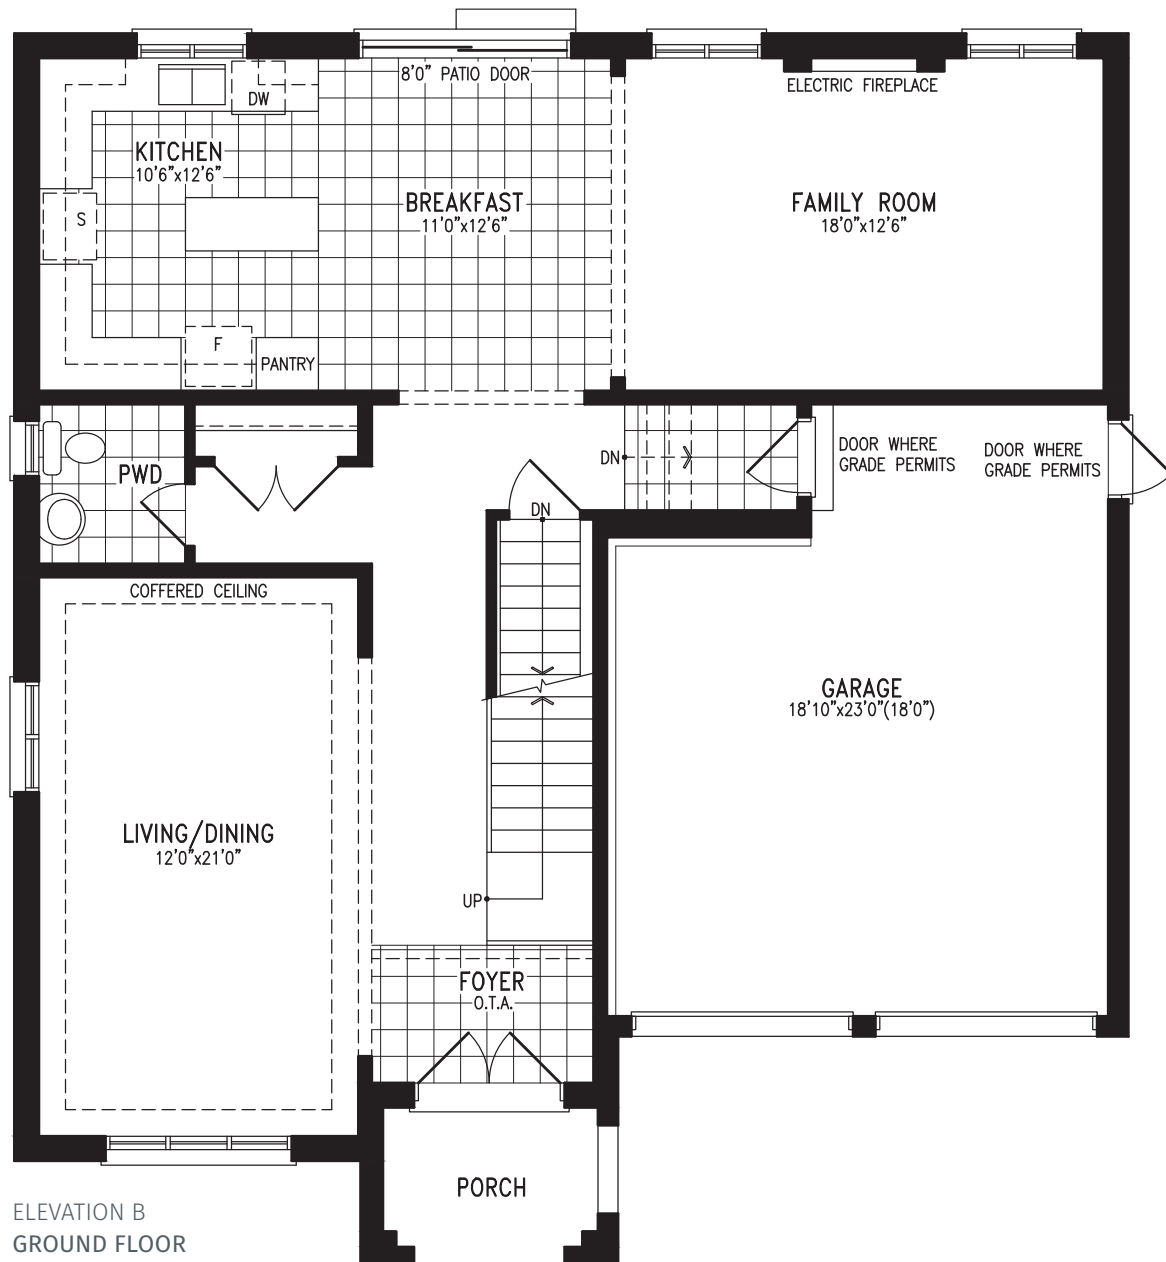 8'0" PATIO DOOR
ELECTRIC FIREPLACE
DW
KITCHEN
10'6"x12'6"
S
BREAKFAST
11'0"x12'6"
FAMILY ROOM
18'0"x12'6"
F
PANTRY
PWD
DN
DOOR WHERE
GRADE PERMITS
DOOR WHERE
GRADE PERMITS
DN
COFFERED CEILING
GARAGE
18'10"x23'0"(18'0")
LIVING/DINING
12'0"x21'0"
UP
FOYER
O.T.A.
PORCH
ELEVATION B
GROUND FLOOR